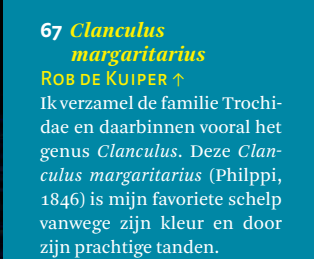 67 Clanculus
margaritarius
ROB DE KUIPER ↑
Ik verzamel de familie Trochi-
dae en daarbinnen vooral het
genus Clanculus. Deze Clan-
culus margaritarius (Philppi,
1846) is mijn favoriete schelp
vanwege zijn kleur en door
zijn prachtige tanden.